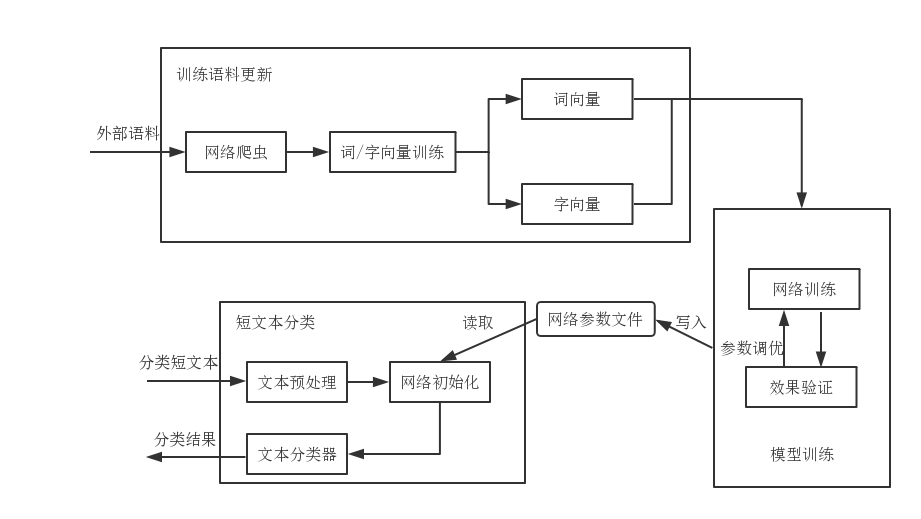 训练语料更新
外部语料
网络爬虫
词/字向量训练
词向量
字向量
短文本分类
分类短文本
文本预处理
网络初始化
分类结果
文本分类器
读取
网络参数文件
写入
网络训练
参数调优
效果验证
模型训练